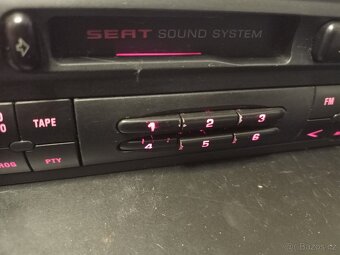 SEAT SOUND SYSTEM
TAPE
FM
1 2 3
4 5 6
PTY